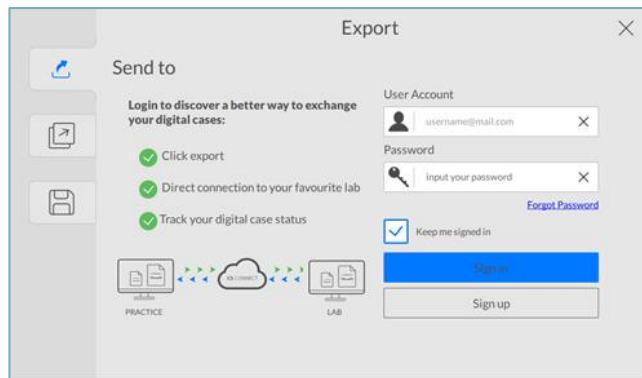 Export
Send to
Login to discover a better way to exchange
your digital cases:
Click export
Direct connection to your favourite lab
Track your digital case status
CONNECT
PRACTICE
LAB
User Account
username@mail.com
Password
input your password
Forgot Password
Keep me signed in
Sign in
Sign up